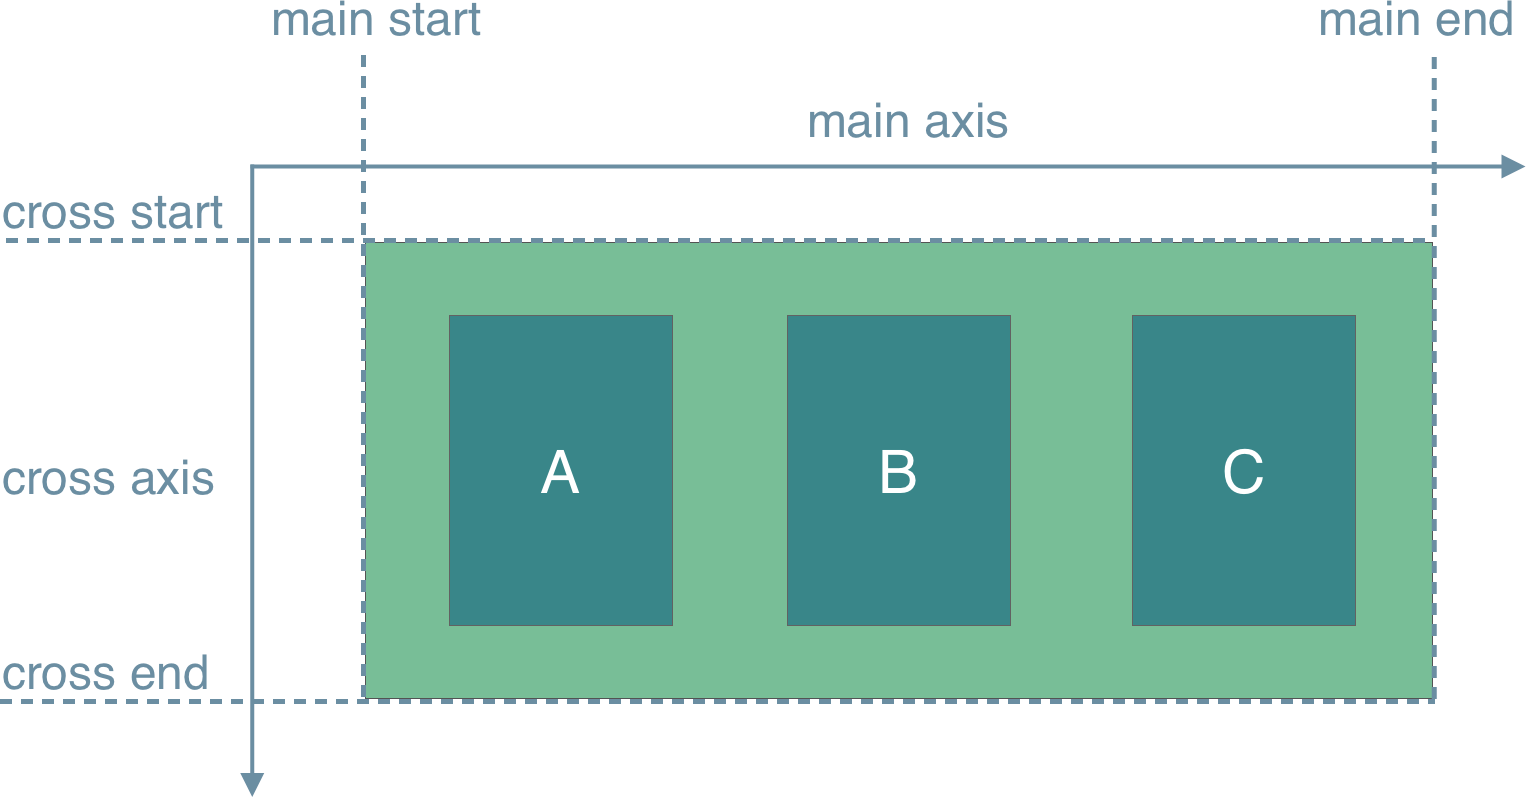 main start
main end
main axis
cross start
cross axis
A
B
C
cross end